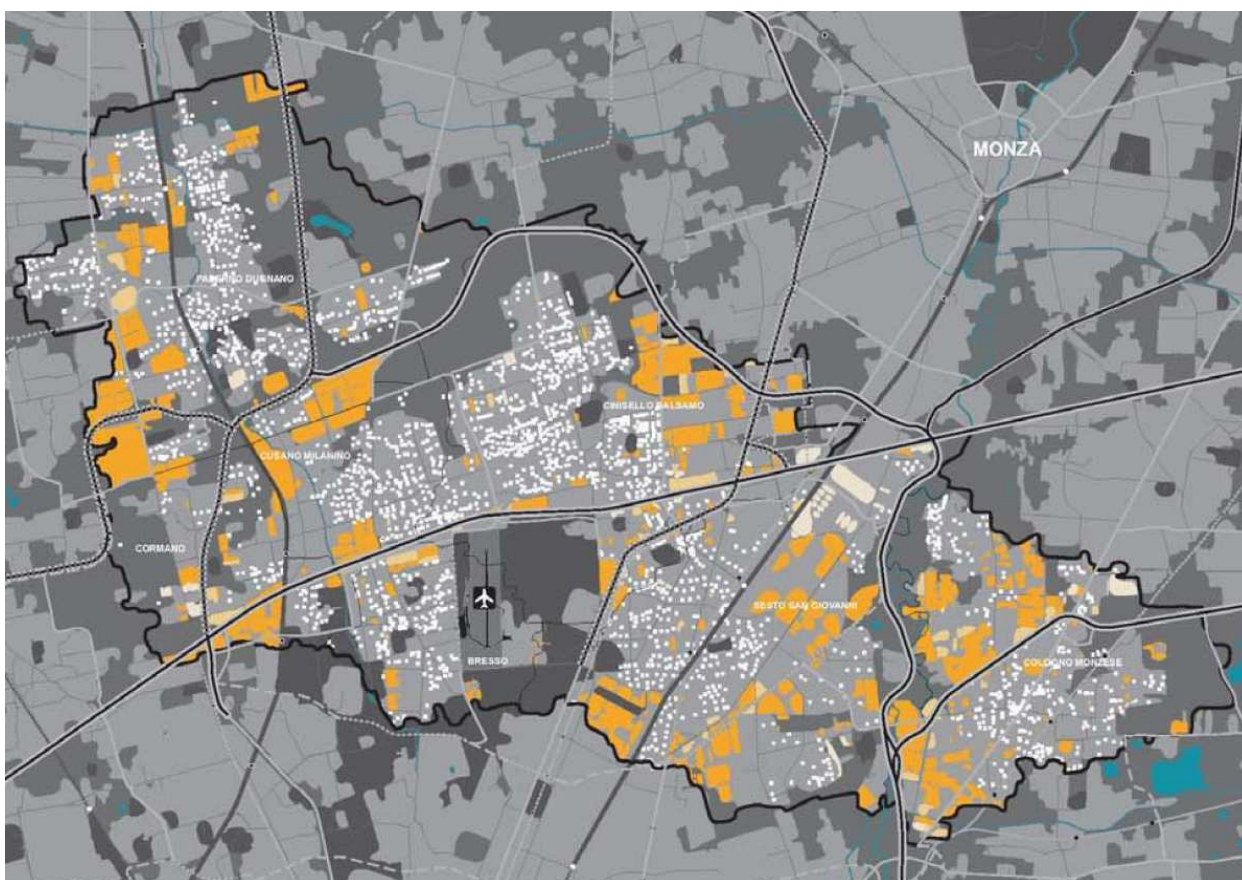 MONZA
PADERNO DUGNANO
CINISELLO BALSAMO
CUSANO MILANINO
CORMANO
SESTO SAN GIOVANNI
BRESSO
COLOGNO MONZESE